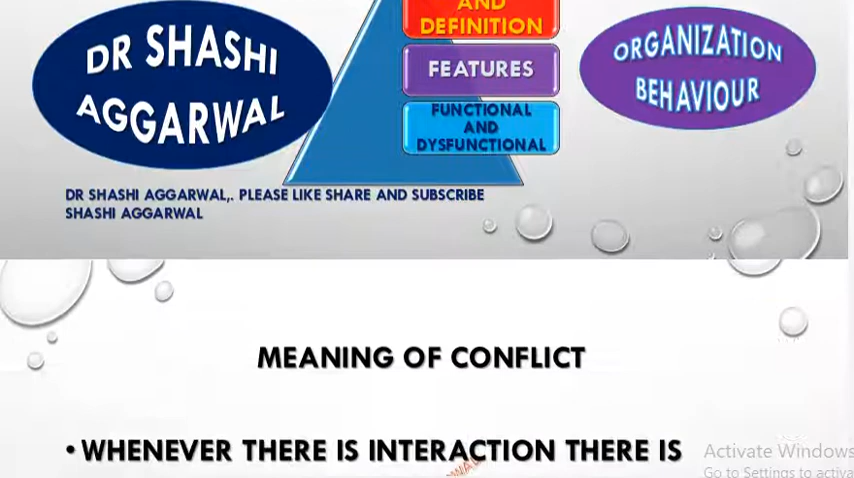 DR SHASHI
AGGARWAL
AND
DEFINITION
FEATURES
FUNCTIONAL
AND
DYSFUNCTIONAL
ORGANIZATION
BEHAVIOUR
DR SHASHI AGGARWAL,. PLEASE LIKE SHARE AND SUBSCRIBE
SHASHI AGGARWAL
MEANING OF CONFLICT
• WHENEVER THERE IS INTERACTION THERE IS
Activate Windows
Go to Settings to activa